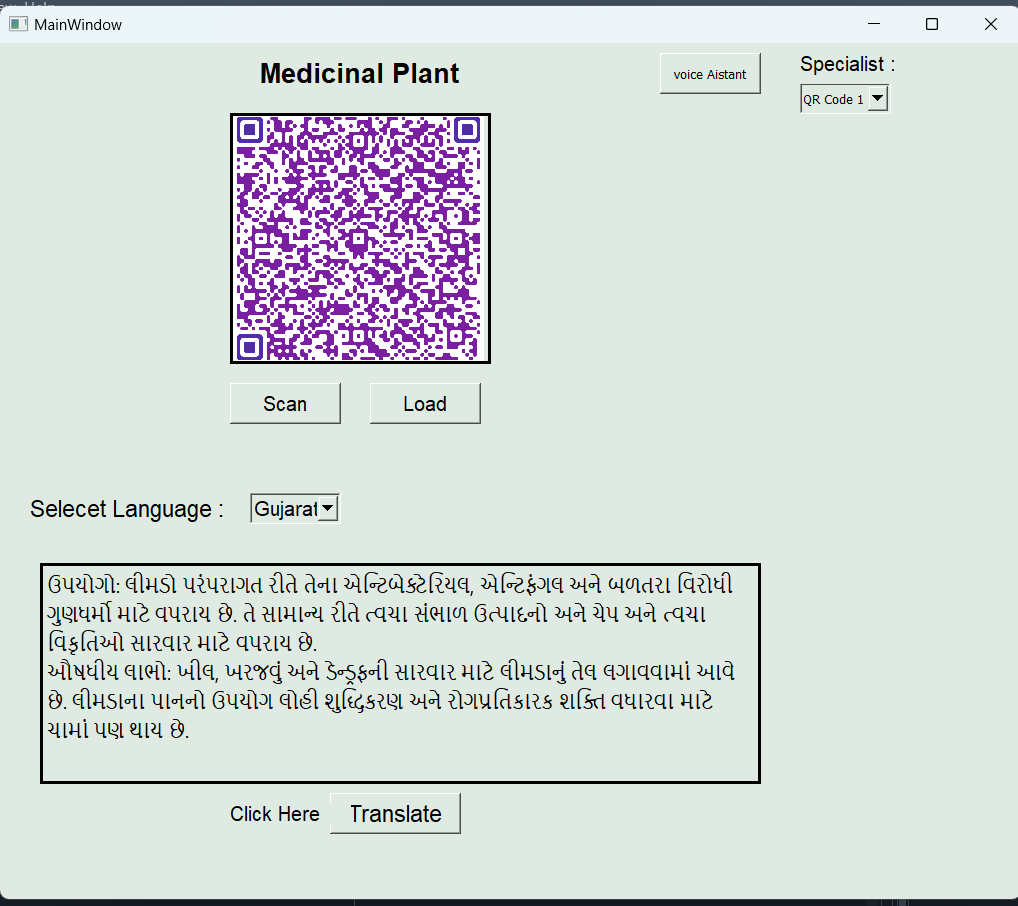 MainWindow
Medicinal Plant
voice Aistant
Specialist :
QR Code 1
Scan
Load
Selecet Language :
Gujarat
ઉપયોગો: લીમડો પરંપરાગત રીતે તેના એન્ટિબેક્ટેરિયલ, એન્ટિફંગલ અને બળતરા વિરોધી
ગુણધર્મો માટે વપરાય છે. તે સામાન્ય રીતે ત્વચા સંભાળ ઉત્પાદનો અને ચેપ અને ત્વચા
વિકૃતિઓ સારવાર માટે વપરાય છે.
ઔષધીય લાભો: ખીલ, ખરજવું અને ડેન્ડ્રફની સારવાર માટે લીમડાનું તેલ લગાવવામાં આવે
છે. લીમડાના પાનનો ઉપયોગ લોહી શુદ્ધિકરણ અને રોગપ્રતિકારક શક્તિ વધારવા માટે
ચામાં પણ થાય છે.
Click Here
Translate